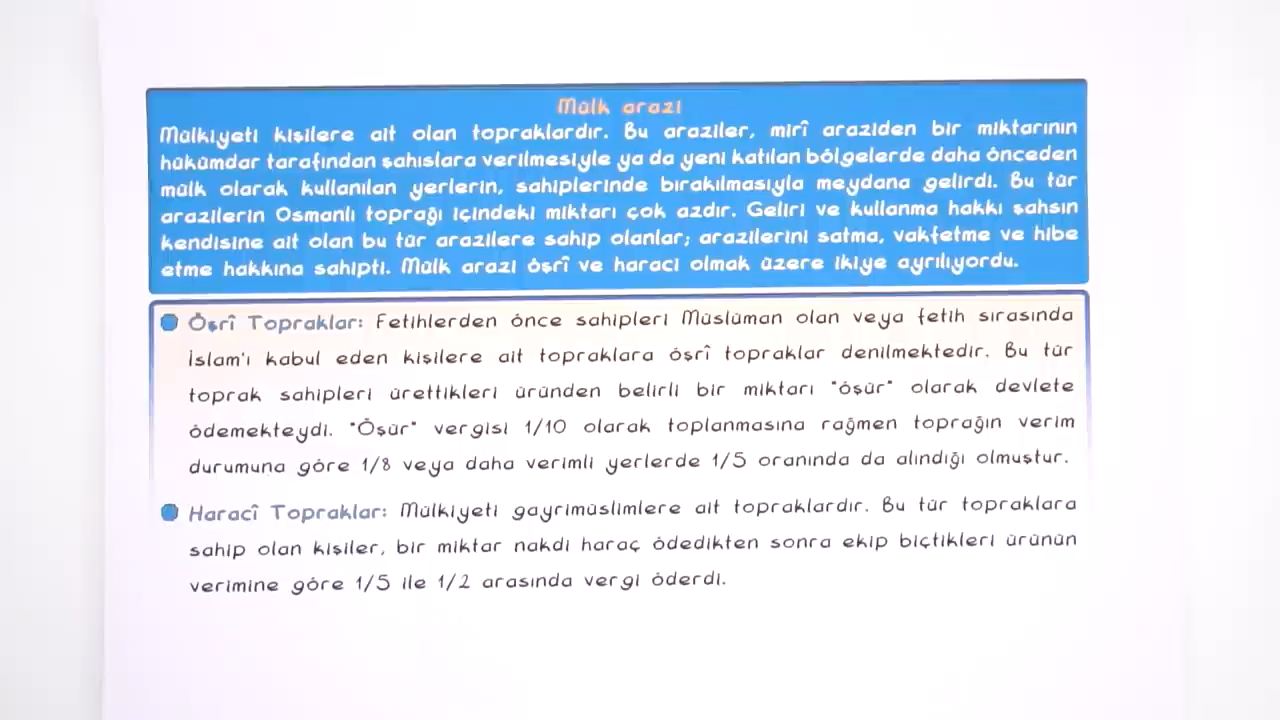 Mülk arazi
Mülkiyeti kişilere ait olan topraklardır. Bu araziler, mirî araziden bir miktarının
hükümdar tarafından şahıslara verilmesiyle ya da yeni katılan bölgelerde daha önceden
mülk olarak kullanılan yerlerin, sahiplerinde bırakılmasıyla meydana gelirdi. Bu tür
arazilerin Osmanlı toprağı içindeki miktarı çok azdır. Geliri ve kullanma hakkı şahsın
kendisine ait olan bu tür arazilere sahip olanlar; arazilerini satma, vakfetme ve hibe
etme hakkına sahipti. Mülk arazi öşrî ve haraci olmak üzere ikiye ayrılıyordu.
Öşrî Topraklar: Fetihlerden önce sahipleri Müslüman olan veya fetih sırasında
İslam'ı kabul eden kişilere ait topraklara öşrî topraklar denilmektedir. Bu tür
toprak sahipleri ürettikleri üründen belirli bir miktarı "öşür" olarak devlete
ödemekteydi. "Öşür" vergisi 1/10 olarak toplanmasına rağmen toprağın verim
durumuna göre 1/8 veya daha verimli yerlerde 1/5 oranında da alındığı olmuştur.
Haracî Topraklar: Mülkiyeti gayrimüslimlere ait topraklardır. Bu tür topraklara
sahip olan kişiler, bir miktar nakdi haraç ödedikten sonra ekip biçtikleri ürünün
verimine göre 1/5 ile 1/2 arasında vergi öderdi.